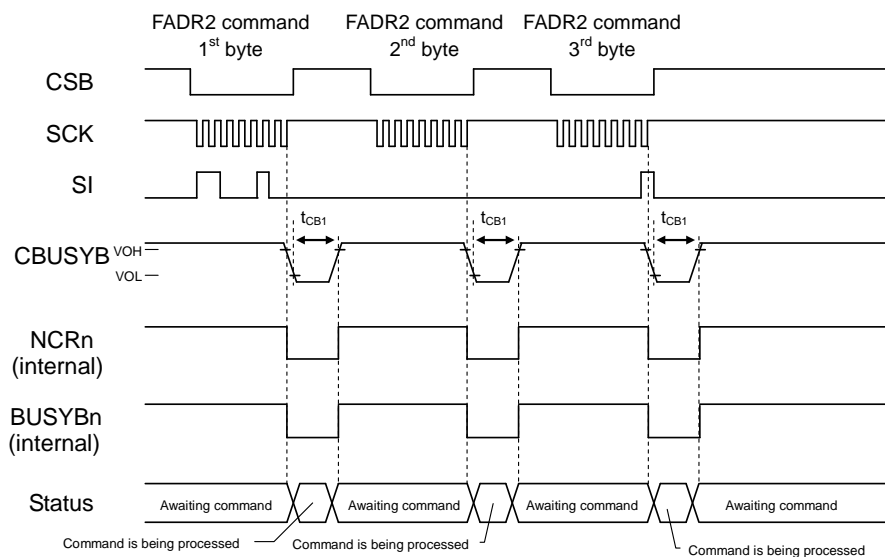 FADR2 command
1st byte
FADR2 command
2nd byte
FADR2 command
3rd byte
CSB
SCK
SI
tCB1
tCB1
tCB1
CBUSYB
VOH
VOL
NCRn
(internal)
BUSYBn
(internal)
Status
Awaiting command
Awaiting command
Awaiting command
Awaiting command
Command is being processed
Command is being processed
Command is being processed